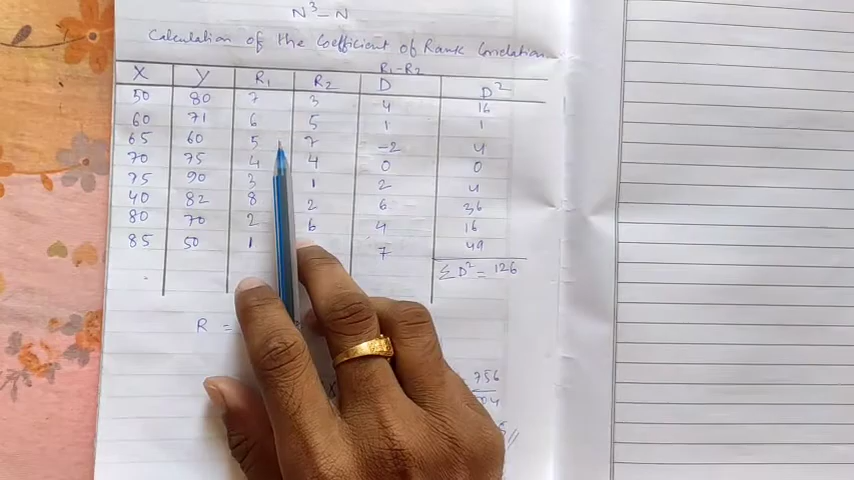 N³-N
Calculation of the Coefficient of Rank Correlation
R₁-R₂
X Y R₁ R₂ D D²
50 80 7 3 4 16
60 71 6 5 1 1
65 60 5 7 -2 4
70 75 4 4 0 0
75 90 3 1 2 4
40 82 8 2 6 36
80 70 2 6 4 16
85 50 1 7 49
ΣD² = 126
R =
756